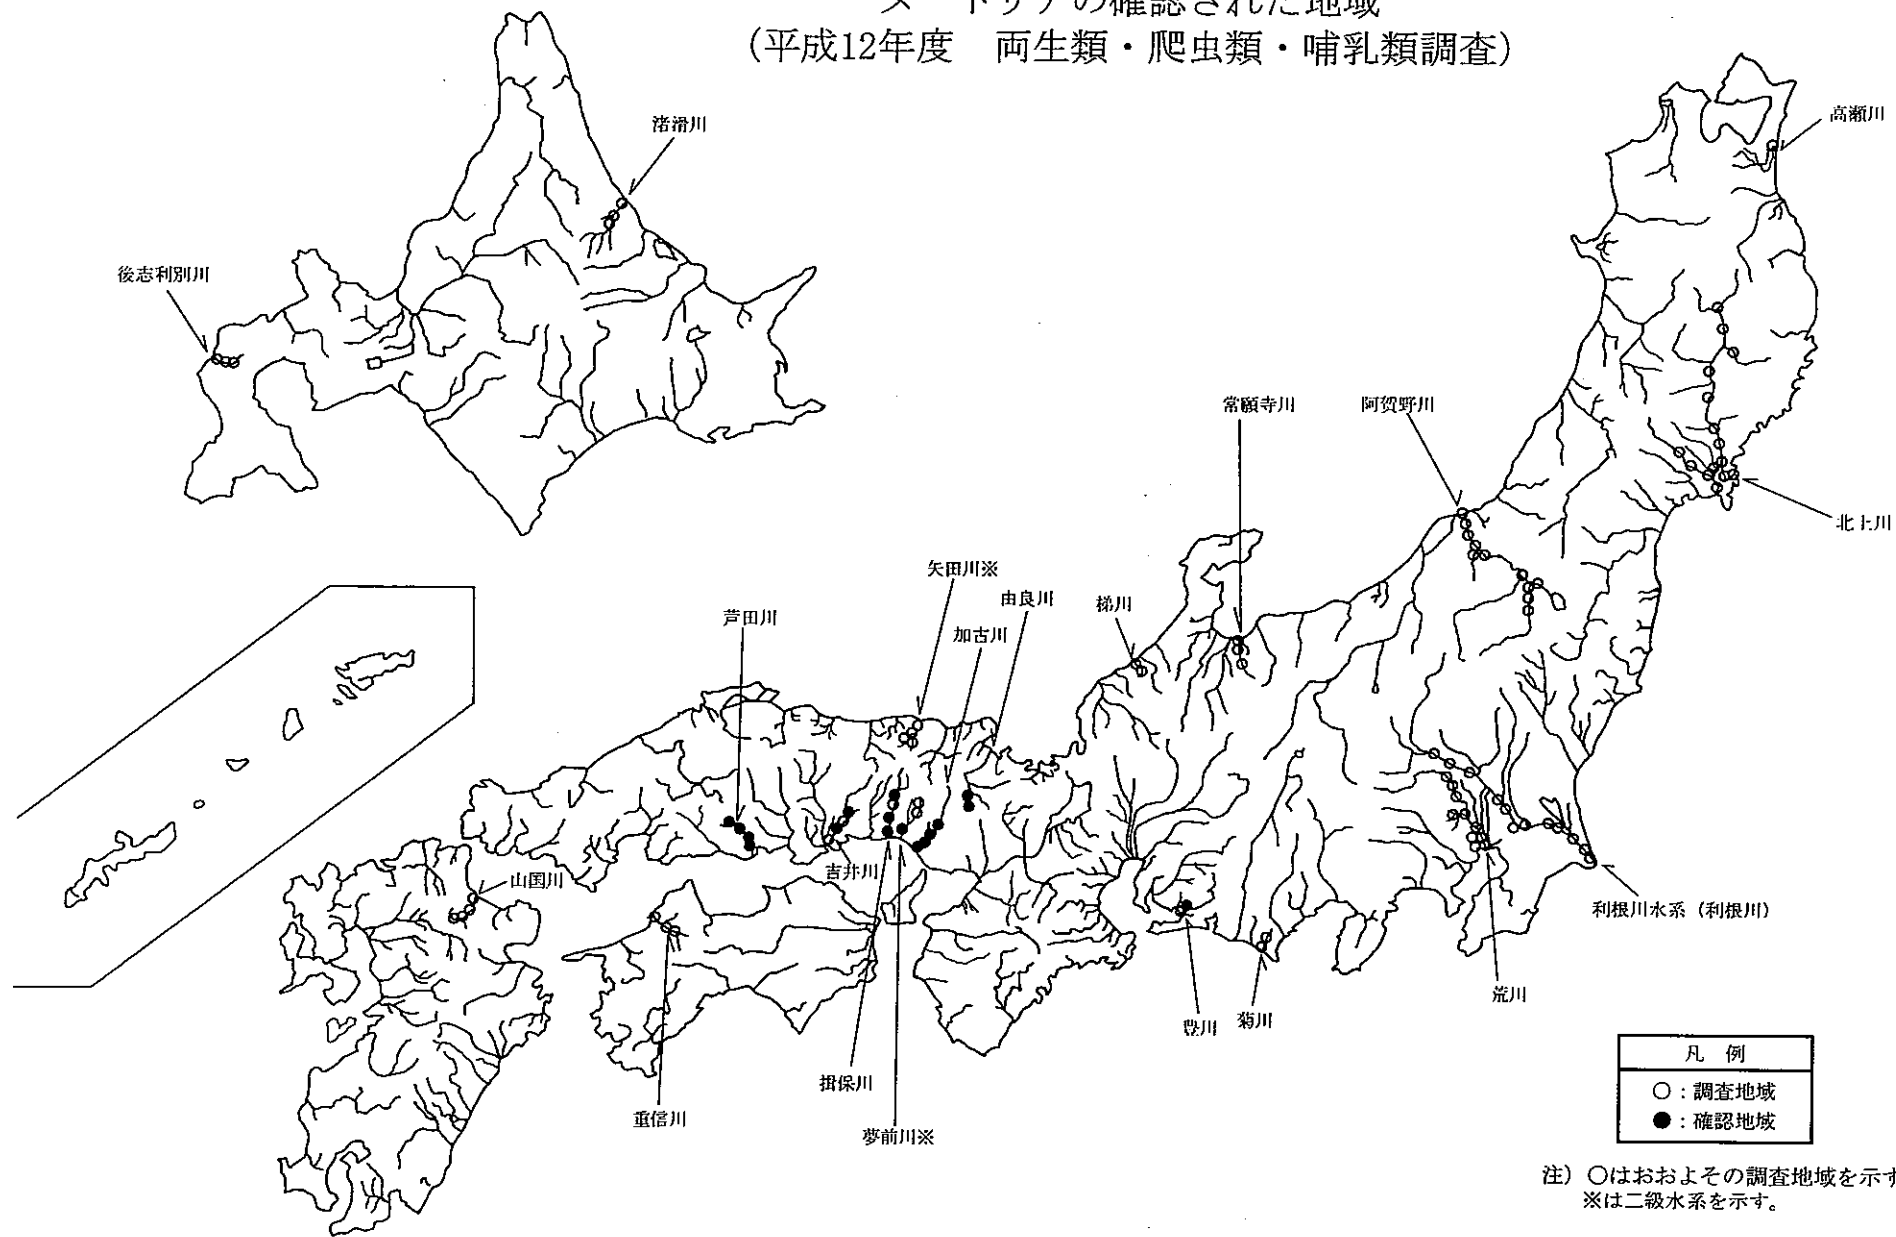 ヌートリアの確認された地域
(平成12年度 両生類・爬虫類・哺乳類調査)
渚滑川
高瀬川
後志利別川
常願寺川
阿賀野川
北上川
矢田川※
由良川
梯川
芦田川
加古川
吉井川
山国川
利根川水系(利根川)
荒川
豊川
菊川
揖保川
重信川
夢前川※
凡 例
○:調査地域
●:確認地域
注)○はおおよその調査地域を示す
※は二級水系を示す。